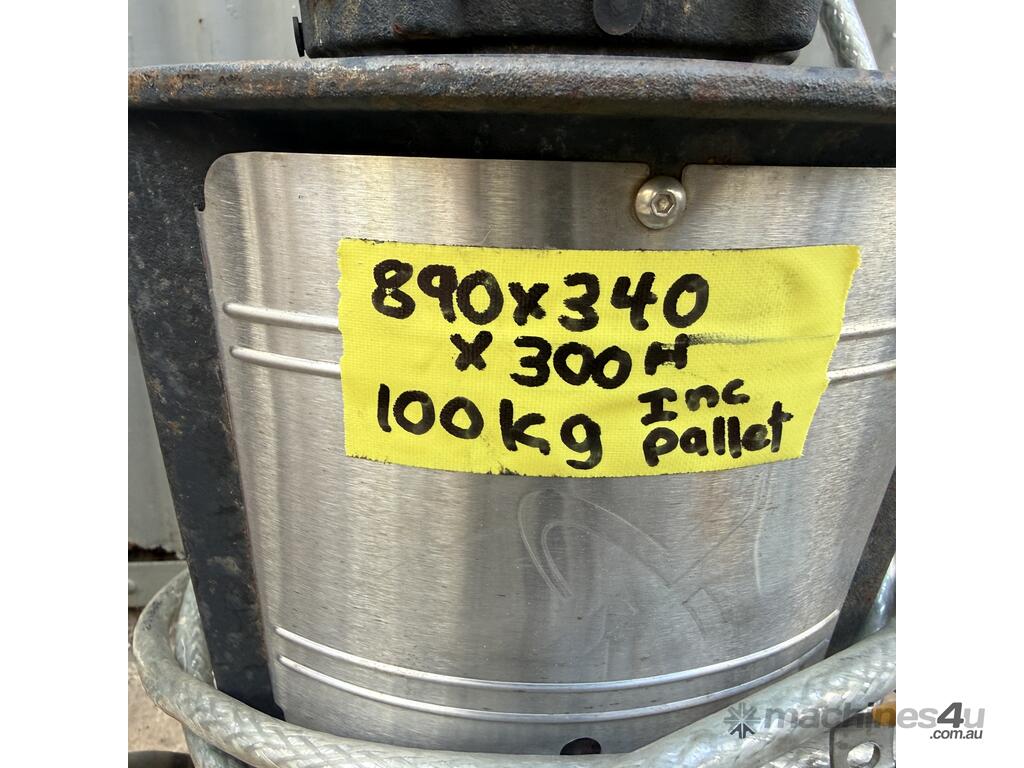 890x340
x 300H
100kg Inc
pallet
machines4u
.com.au